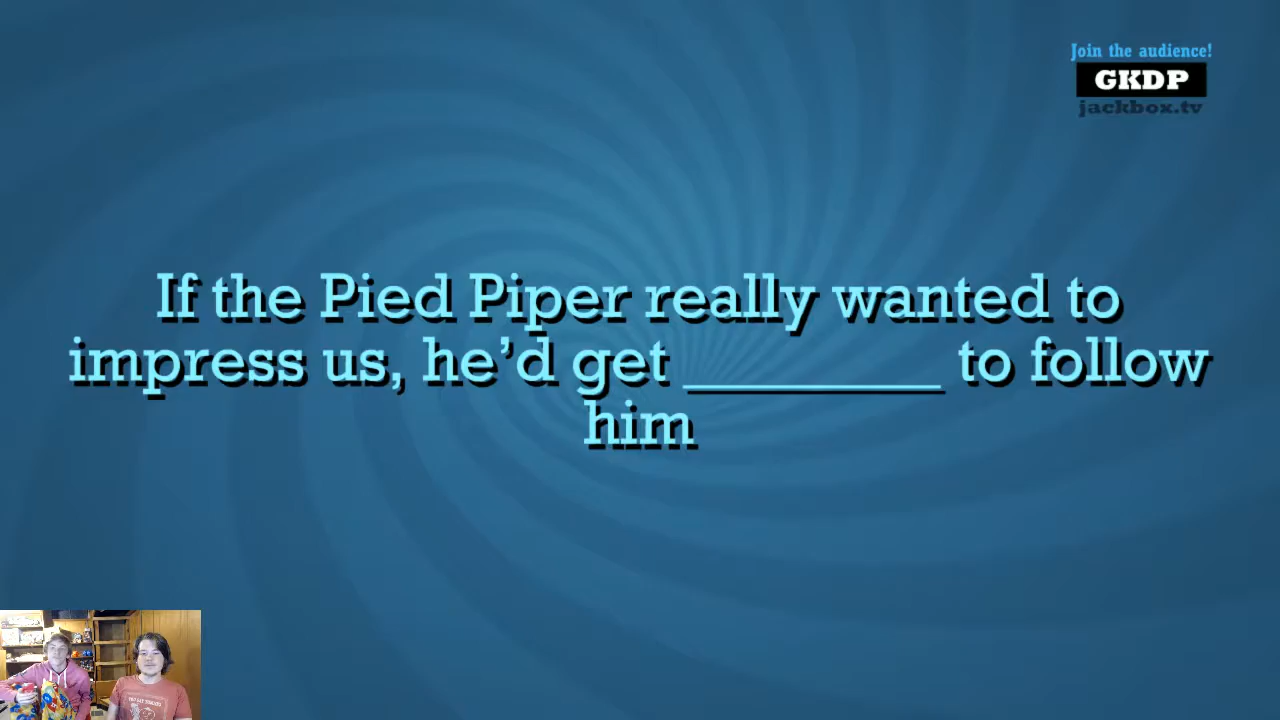 Join the audience!
GKDP
jackbox.tv
If the Pied Piper really wanted to
impress us, he’d get _________ to follow
him